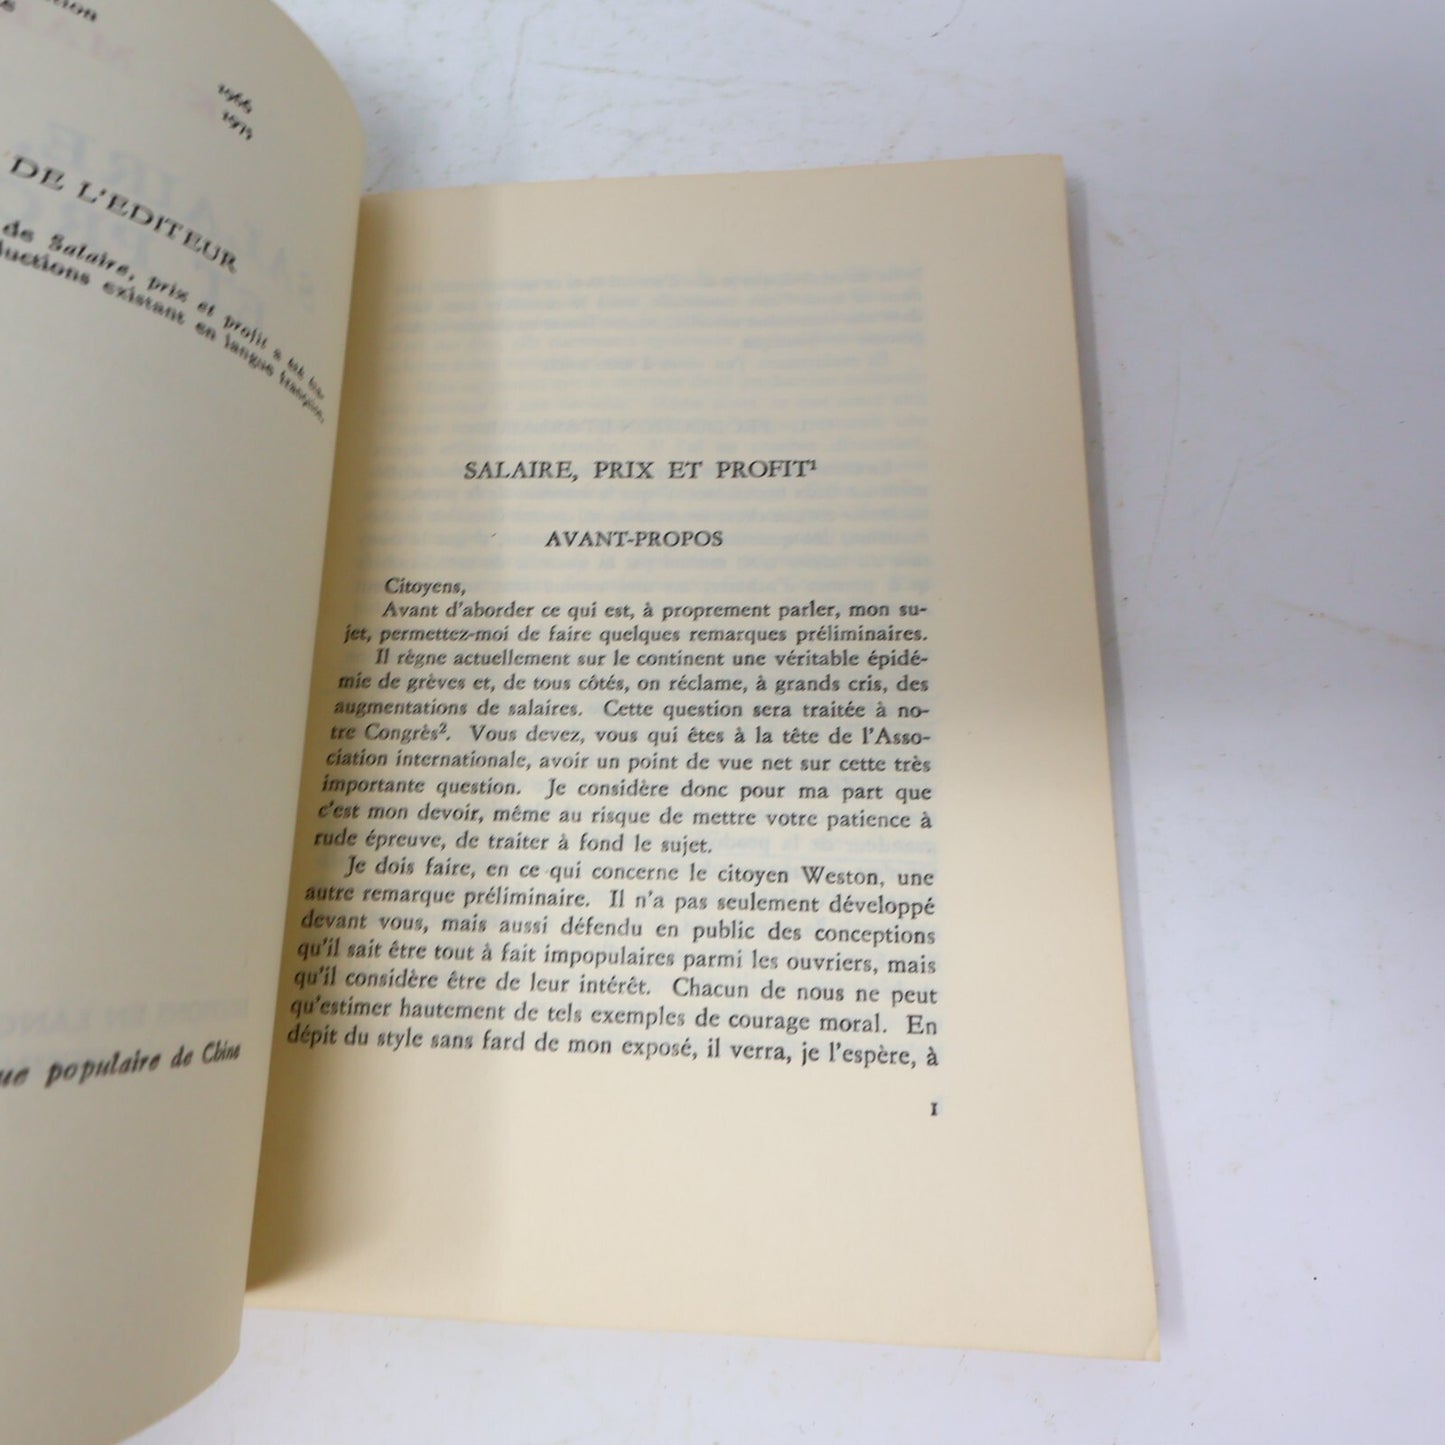 1966
1975
DE L'EDITEUR
de Salaire, prix et profit a
existant en langue française.
populaire de Chine
SALAIRE, PRIX ET PROFIT¹
AVANT-PROPOS
Citoyens,
Avant d'aborder ce qui est, à proprement parler, mon su-
jet, permettez-moi de faire quelques remarques préliminaires.
Il règne actuellement sur le continent une véritable épidé-
mie de grèves et, de tous côtés, on réclame, à grands cris, des
augmentations de salaires. Cette question sera traitée à no-
tre Congrès². Vous devez, vous qui êtes à la tête de l'Asso-
ciation internationale, avoir un point de vue net sur cette très
importante question. Je considère donc pour ma part que
c'est mon devoir, même au risque de mettre votre patience à
rude épreuve, de traiter à fond le sujet.
Je dois faire, en ce qui concerne le citoyen Weston, une
autre remarque préliminaire. Il n'a pas seulement développé
devant vous, mais aussi défendu en public des conceptions
qu'il sait être tout à fait impopulaires parmi les ouvriers, mais
qu'il considère être de leur intérêt. Chacun de nous ne peut
qu'estimer hautement de tels exemples de courage moral. En
dépit du style sans fard de mon exposé, il verra, je l'espère, à
1